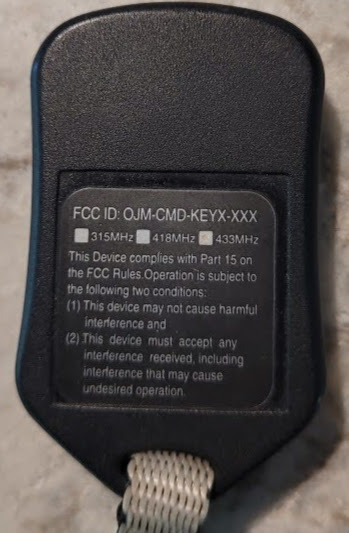 FCC ID: OJM-CMD-KEYX-XXX
315MHz 418MHz 433MHz
This Device complies with Part 15 on
the FCC Rules.Operation is subject to
the following two conditions:
(1) This device may not cause harmful
interference and
(2) This device must accept any
interference received, including
interference that may cause
undesired operation.